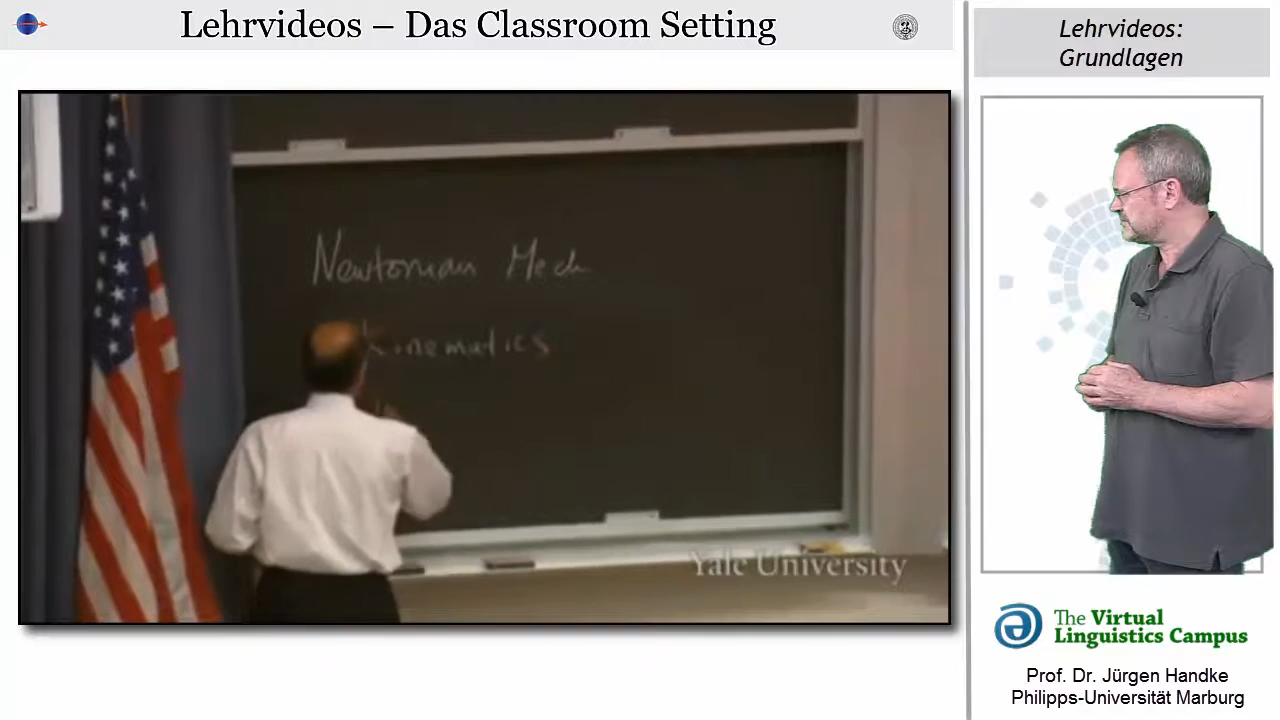 Lehrvideos – Das Classroom Setting
Lehrvideos:
Grundlagen
Newtonian Mech
Kinematics
Yale University
The Virtual
Linguistics Campus
Prof. Dr. Jürgen Handke
Philipps-Universität Marburg